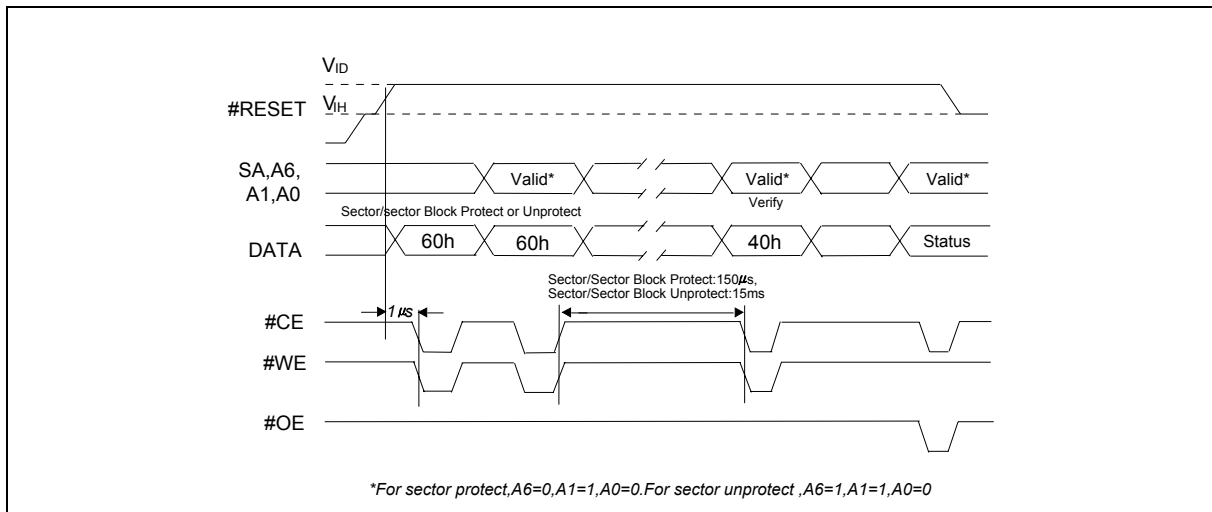 VID
VIH
#RESET
SA,A6,
A1,A0
Valid*
Valid*
Valid*
Verify
Sector/sector Block Protect or Unprotect
DATA
60h
60h
40h
Status
Sector/Sector Block Protect:150µs,
Sector/Sector Block Unprotect:15ms
1 µs
#CE
#WE
#OE
*For sector protect,A6=0,A1=1,A0=0.For sector unprotect ,A6=1,A1=1,A0=0